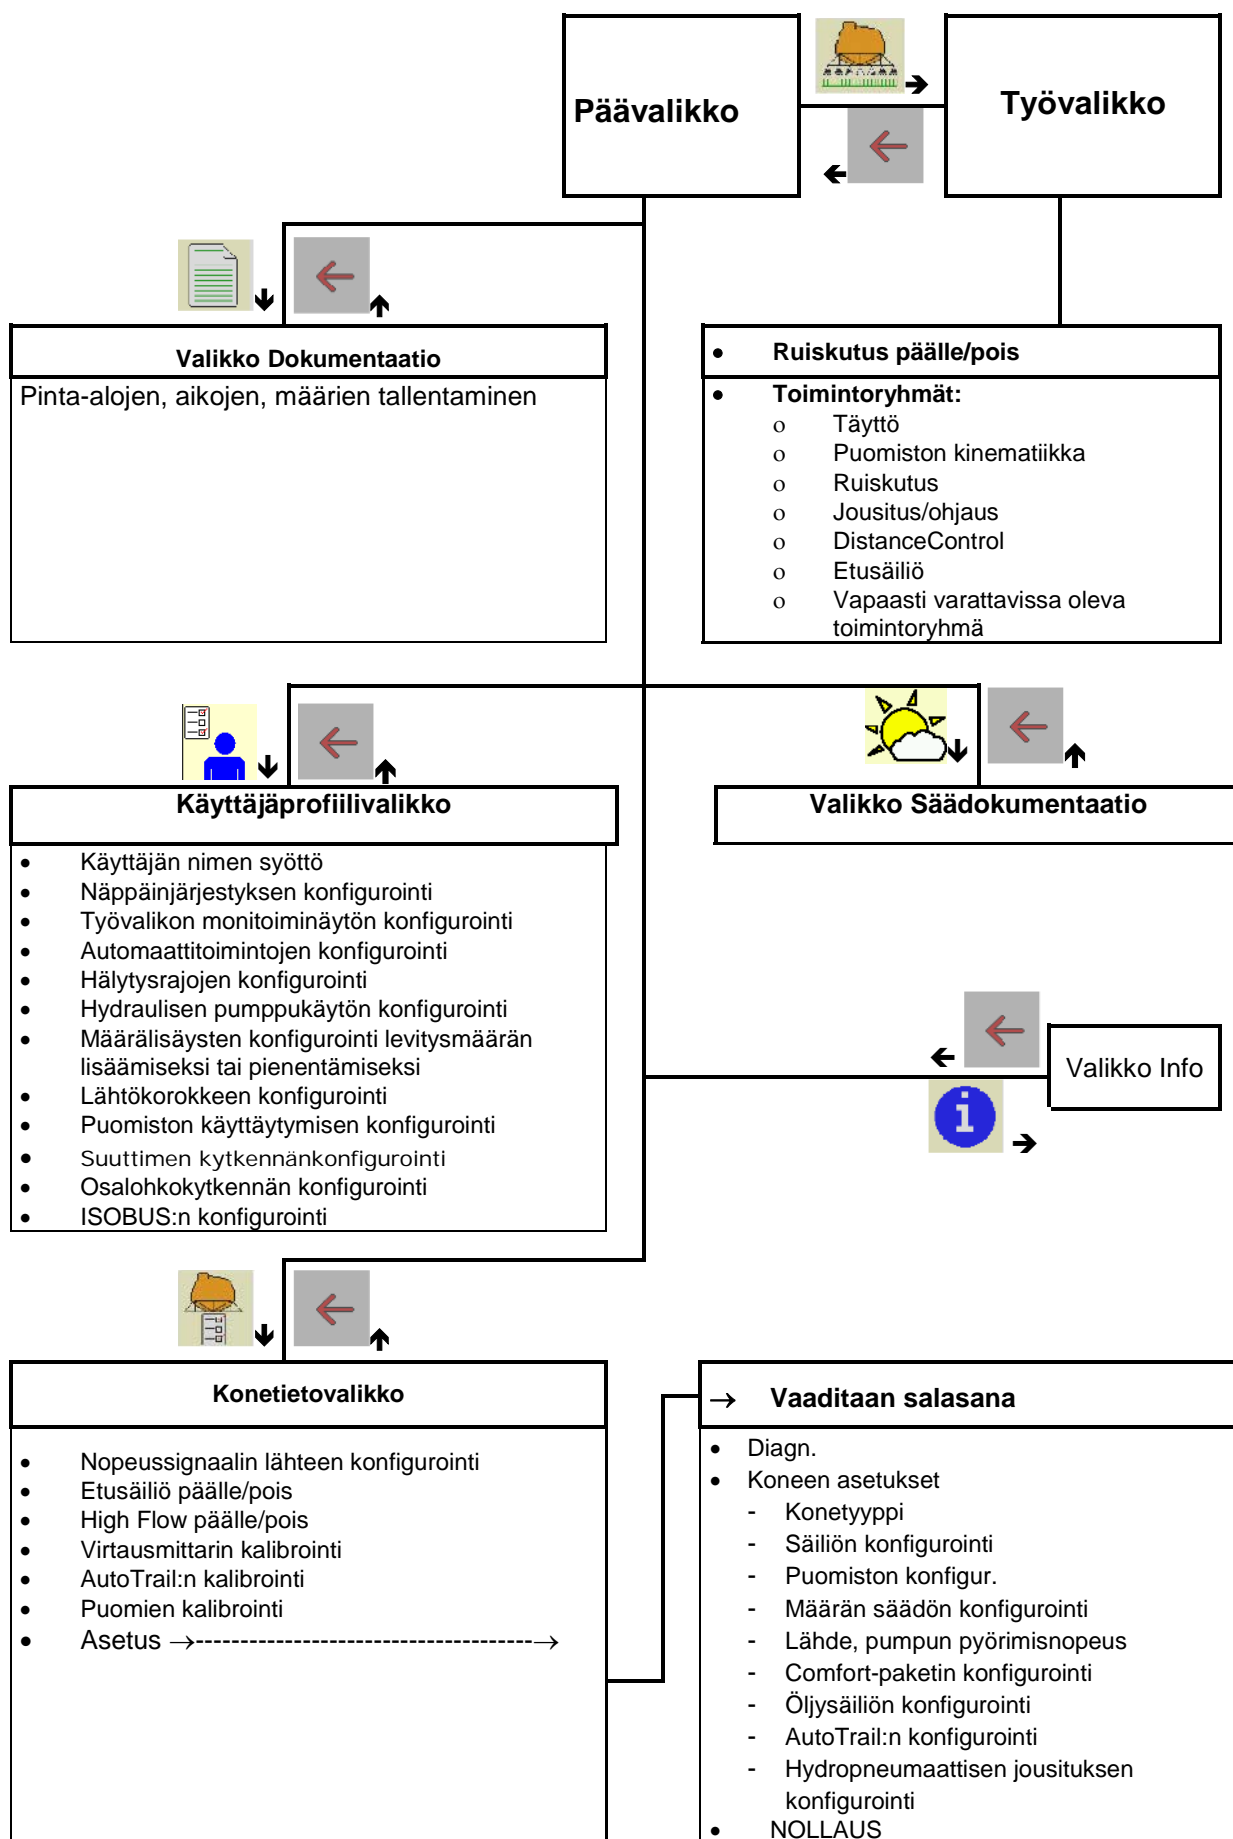 Päävalikko
Työvalikko
Valikko Dokumentaatio
Pinta-alojen, aikojen, määrien tallentaminen
• Ruiskutus päälle/pois
• Toimintoryhmät:
o Täyttö
o Puomiston kinematiikka
o Ruiskutus
o Jousitus/ohjaus
o DistanceControl
o Etusäiliö
o Vapaasti varattavissa oleva
toimintoryhmä
Käyttäjäprofiilivalikko
• Käyttäjän nimen syöttö
• Näppäinjärjestyksen konfigurointi
• Työvalikon monitoiminäytön konfigurointi
• Automaattitoimintojen konfigurointi
• Hälytysrajojen konfigurointi
• Hydraulisen pumppukäytön konfigurointi
• Määrälisäysten konfigurointi levitysmäärän
lisäämiseksi tai pienentämiseksi
• Lähtökorokkeen konfigurointi
• Puomiston käyttäytymisen konfigurointi
• Suuttimen kytkennänkonfigurointi
• Osalohkokytkennän konfigurointi
• ISOBUS:n konfigurointi
Valikko Säädokumentaatio
Valikko Info
i
Konetietovalikko
• Nopeussignaalin lähteen konfigurointi
• Etusäiliö päälle/pois
• High Flow päälle/pois
• Virtausmittarin kalibrointi
• AutoTrail:n kalibrointi
• Puomien kalibrointi
• Asetus →--------------------------------------→
→ Vaaditaan salasana
• Diagn.
• Koneen asetukset
- Konetyyppi
- Säiliön konfigurointi
- Puomiston konfigur.
- Määrän säädön konfigurointi
- Lähde, pumpun pyörimisnopeus
- Comfort-paketin konfigurointi
- Öljysäiliön konfigurointi
- AutoTrail:n konfigurointi
- Hydropneumaattisen jousituksen
konfigurointi
• NOLLAUS